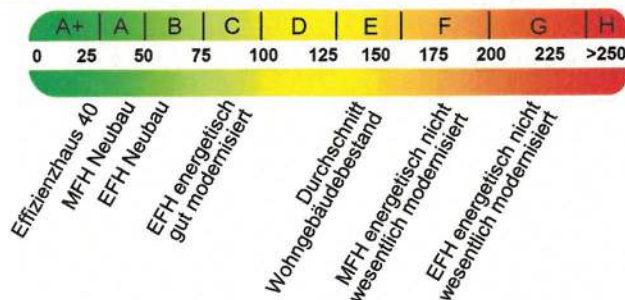 A+ A B C D E F G H
0 25 50 75 100 125 150 175 200 225 >250
Effizienzhaus 40
MFH Neubau
EFH Neubau
EFH energetisch
gut modernisiert
Durchschnitt
Wohngebäudebestand
MFH energetisch nicht
wesentlich modernisiert
EFH energetisch nicht
wesentlich modernisiert